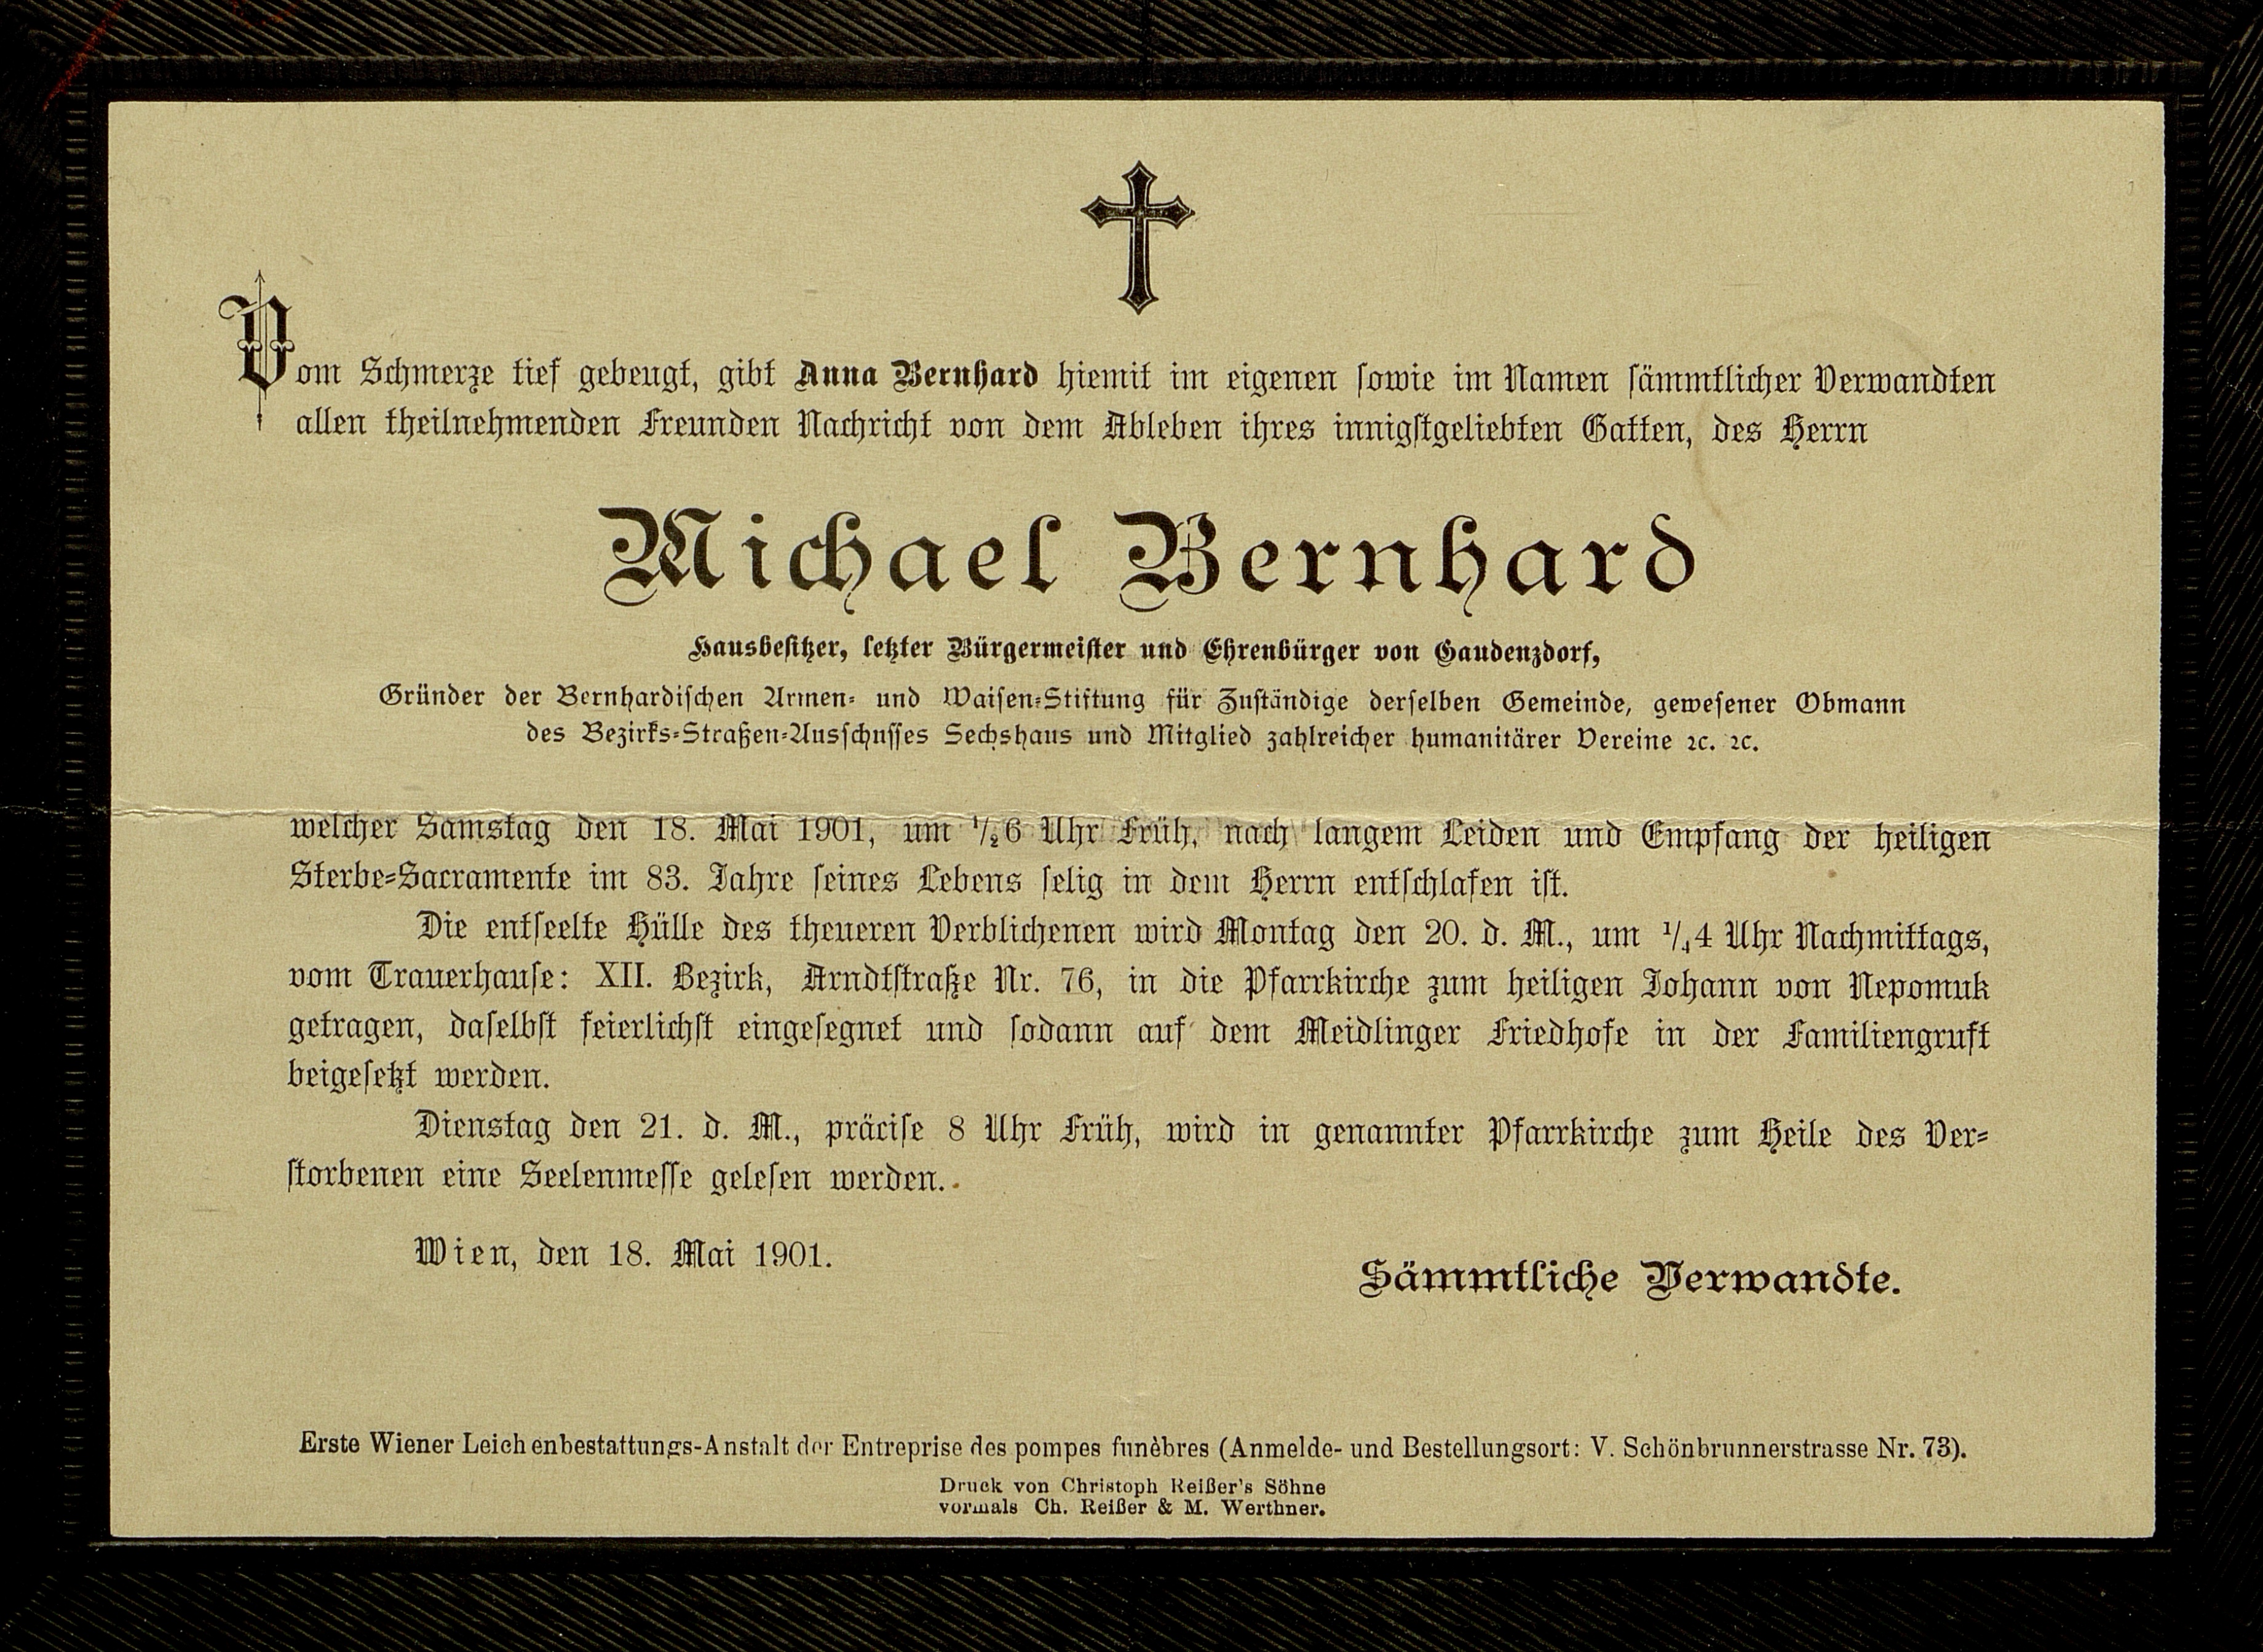 Vom Schmerze tief gebeugt, gibt Anna Bernhard hiemit im eigenen sowie im Namen sämmtlicher Verwandten
allen theilnehmenden Freunden Nachricht von dem Ableben ihres innigstgeliebten Gatten, des Herrn
Michael Bernhard
Hausbesitzer, letzter Bürgermeister und Ehrenbürger von Gaudenzdorf,
Gründer der Bernhardischen Armen- und Waisen-Stiftung für Zuständige derselben Gemeinde, gewesener Obmann
des Bezirks-Straßen-Ausschusses Sechshaus und Mitglied zahlreicher humanitärer Vereine ꝛc. ꝛc.
welcher Samstag den 18. Mai 1901, um 1/2 6 Uhr Früh, nach langem Leiden und Empfang der heiligen
Sterbe-Sacramente im 83. Jahre seines Lebens selig in dem Herrn entschlafen ist.
Die entseelte Hülle des theueren Verblichenen wird Montag den 20. d. M., um 1/4 4 Uhr Nachmittags,
vom Trauerhause: XII. Bezirk, Arndtstraße Nr. 76, in die Pfarrkirche zum heiligen Johann von Nepomuk
getragen, daselbst feierlichst eingesegnet und sodann auf dem Meidlinger Friedhofe in der Familiengruft
beigesetzt werden.
Dienstag den 21. d. M., präcise 8 Uhr Früh, wird in genannter Pfarrkirche zum Heile des Ver-
storbenen eine Seelenmesse gelesen werden.
Wien, den 18. Mai 1901.
Sämmtliche Verwandte.
Erste Wiener Leichenbestattungs-Anstalt der Entreprise des pompes funèbres (Anmelde- und Bestellungsort: V. Schönbrunnerstrasse Nr. 73).
Druck von Christoph Reißer's Söhne
vormals Ch. Reißer & M. Werthner.